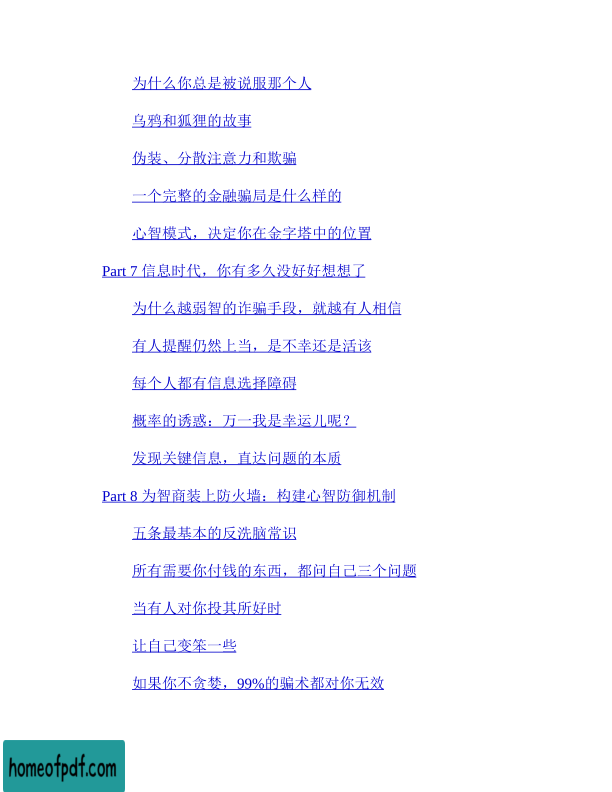 为什么你总是被说服那个人
乌鸦和狐狸的故事
伪装、分散注意力和欺骗
一个完整的金融骗局是什么样的
心智模式，决定你在金字塔中的位置
Part 7 信息时代，你有多久没好好想想了
为什么越弱智的诈骗手段，就越有人相信
有人提醒仍然上当，是不幸还是活该
每个人都有信息选择障碍
概率的诱惑：万一我是幸运儿呢？
发现关键信息，直达问题的本质
Part 8 为智商装上防火墙：构建心智防御机制
五条最基本的反洗脑常识
所有需要你付钱的东西，都问自己三个问题
当有人对你投其所好时
让自己变笨一些
如果你不贪婪，99%的骗术都对你无效
homeofpdf.com